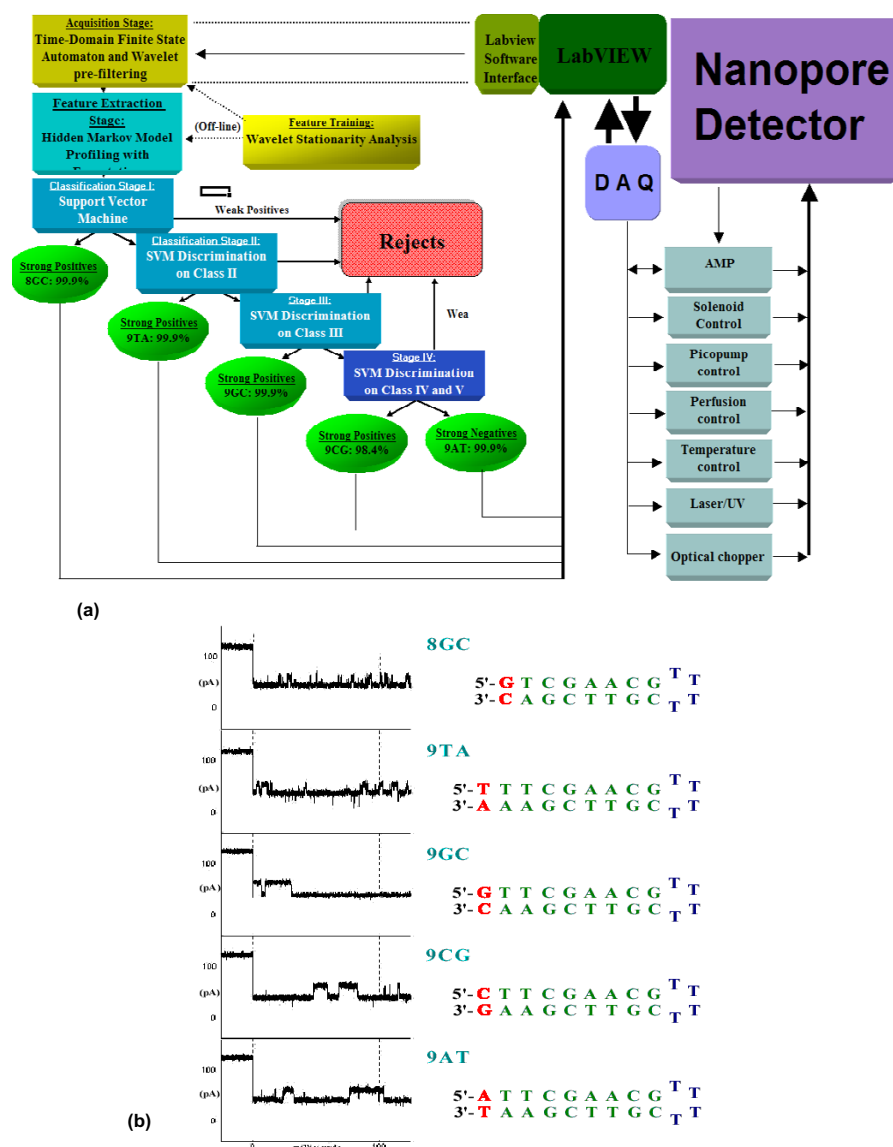 Acquisition Stage:
Time-Domain Finite State
Automaton and Wavelet
pre-filtering
Labview
Software
Interface
LabVIEW
Nanopore
Detector
Feature Extraction
Stage:
Hidden Markov Model
Profiling with
(Off-line)
Feature Training:
Wavelet Stationarity Analysis
D A Q
Classification Stage I:
Support Vector
Machine
Weak Positives
Rejects
Classification Stage II:
SVM Discrimination
on Class II
Strong Positives
8GC: 99.9%
Stage III:
SVM Discrimination
on Class III
Wea
Strong Positives
9TA: 99.9%
Stage IV:
SVM Discrimination
on Class IV and V
Strong Positives
9GC: 99.9%
Strong Positives
9CG: 98.4%
Strong Negatives
9AT: 99.9%
AMP
Solenoid
Control
Picopump
control
Perfusion
control
Temperature
control
Laser/UV
Optical chopper
(a)
8GC
100
(pA)
0
5'- G T C G A A C G T T
3'- C A G C T T G C T T
9TA
100
(pA)
0
5'- T T T C G A A C G T T
3'- A A A G C T T G C T T
9GC
100
(pA)
0
5'- G T T C G A A C G T T
3'- C A A G C T T G C T T
9CG
100
(pA)
0
5'- C T T C G A A C G T T
3'- G A A G C T T G C T T
9AT
100
(pA)
0
5'- A T T C G A A C G T T
3'- T A A G C T T G C T T
(b)
0 100